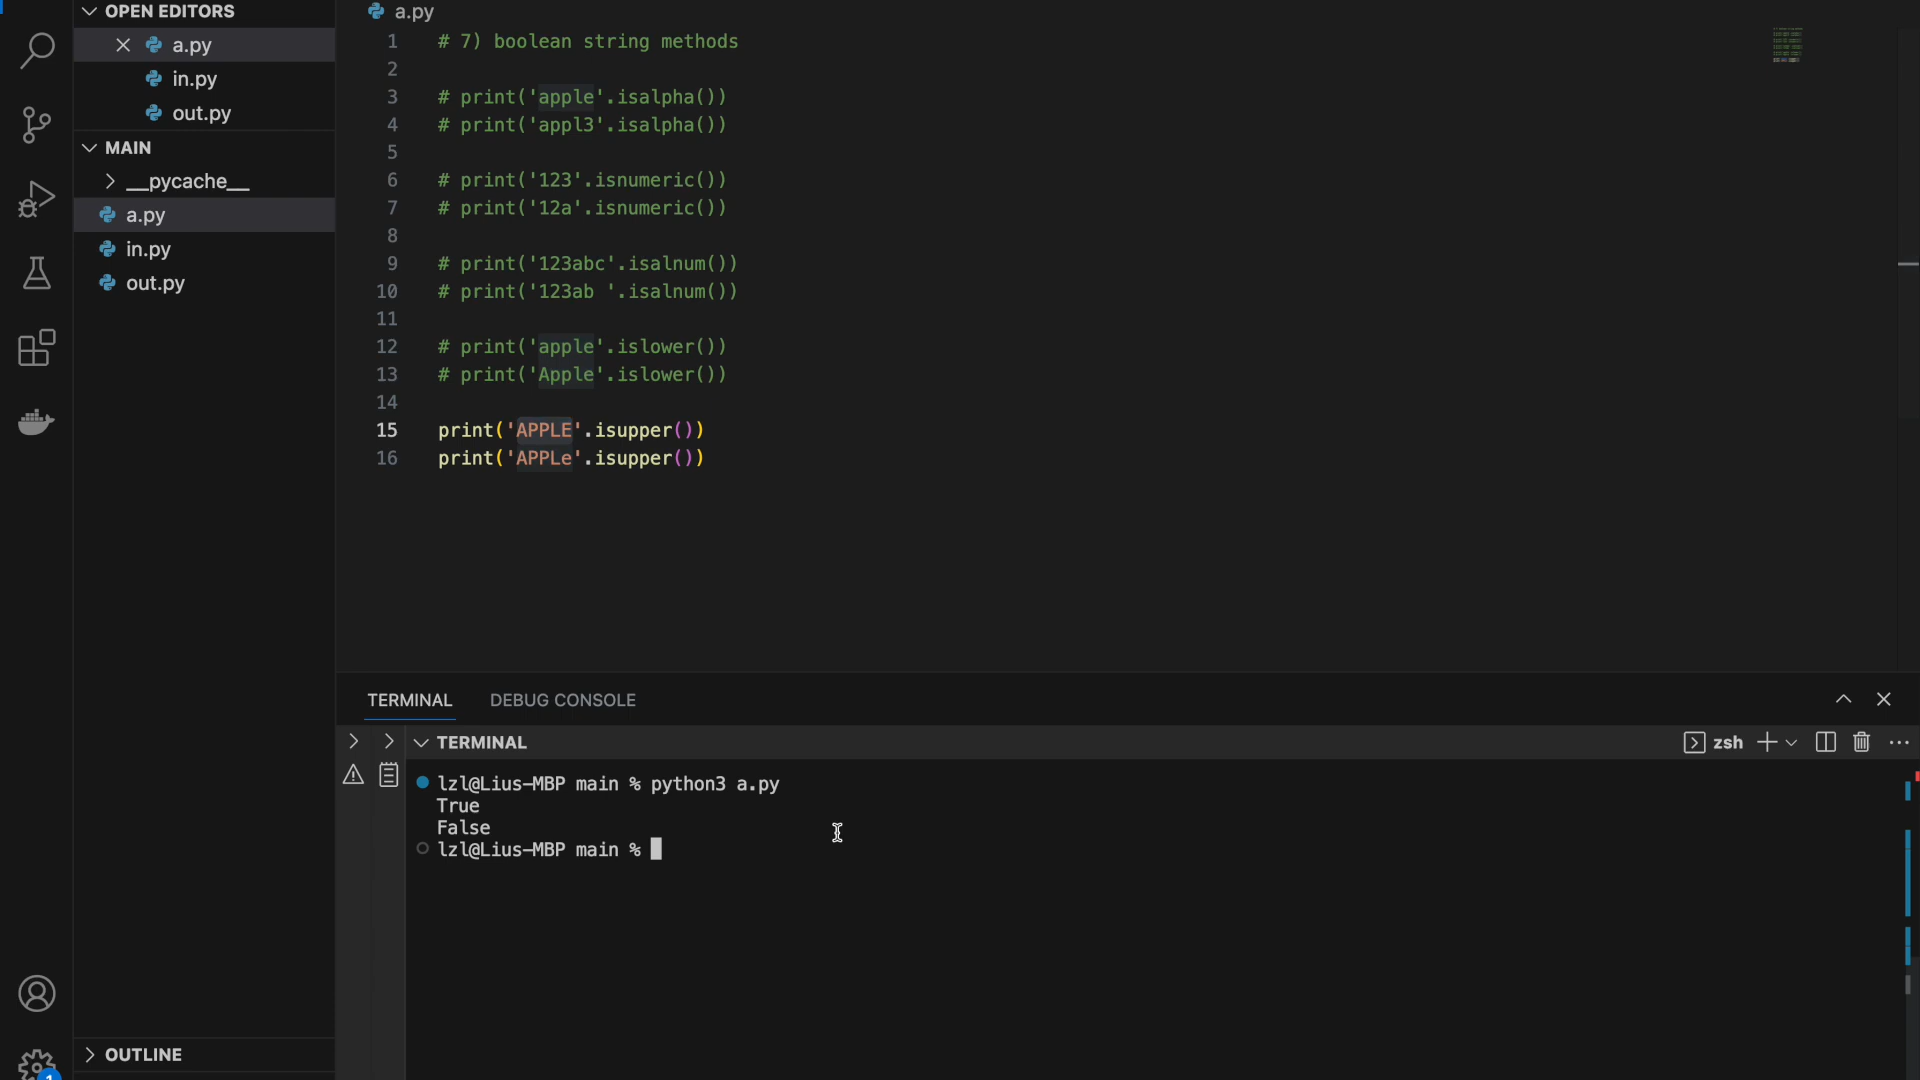 OPEN EDITORS
a.py
in.py
out.py
MAIN
__pycache__
a.py
in.py
out.py
OUTLINE
1
a.py
1 # 7) boolean string methods
2
3 # print('apple'.isalpha())
4 # print('appl3'.isalpha())
5
6 # print('123'.isnumeric())
7 # print('12a'.isnumeric())
8
9 # print('123abc'.isalnum())
10 # print('123ab '.isalnum())
11
12 # print('apple'.islower())
13 # print('Apple'.islower())
14
15 print('APPLE'.isupper())
16 print('APPLe'.isupper())
TERMINAL DEBUG CONSOLE
TERMINAL zsh
lzl@Lius-MBP main % python3 a.py
True
False
lzl@Lius-MBP main %